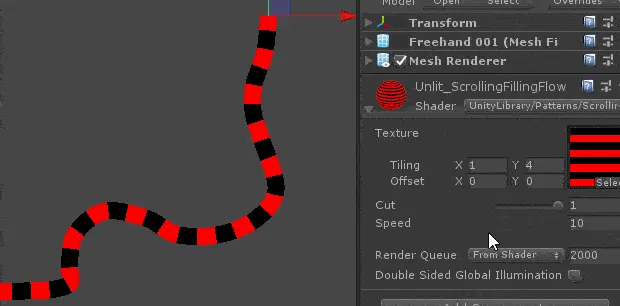 Model Open Select Overrides
Transform
Freehand 001 (Mesh Fi
Mesh Renderer
Unlit_ScrollingFillingFlow
Shader UnityLibrary/Patterns/Scrollin
Texture
Tiling X 1 Y 4
Offset X 0 Y 0
Selec
Cut 1
Speed 10
Render Queue From Shader 2000
Double Sided Global Illumination